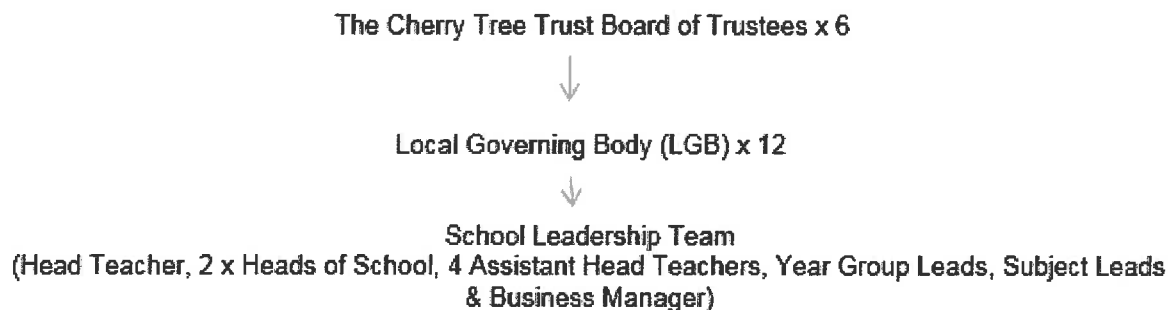 The Cherry Tree Trust Board of Trustees x 6
Local Governing Body (LGB) x 12
School Leadership Team
(Head Teacher, 2 x Heads of School, 4 Assistant Head Teachers, Year Group Leads, Subject Leads
& Business Manager)